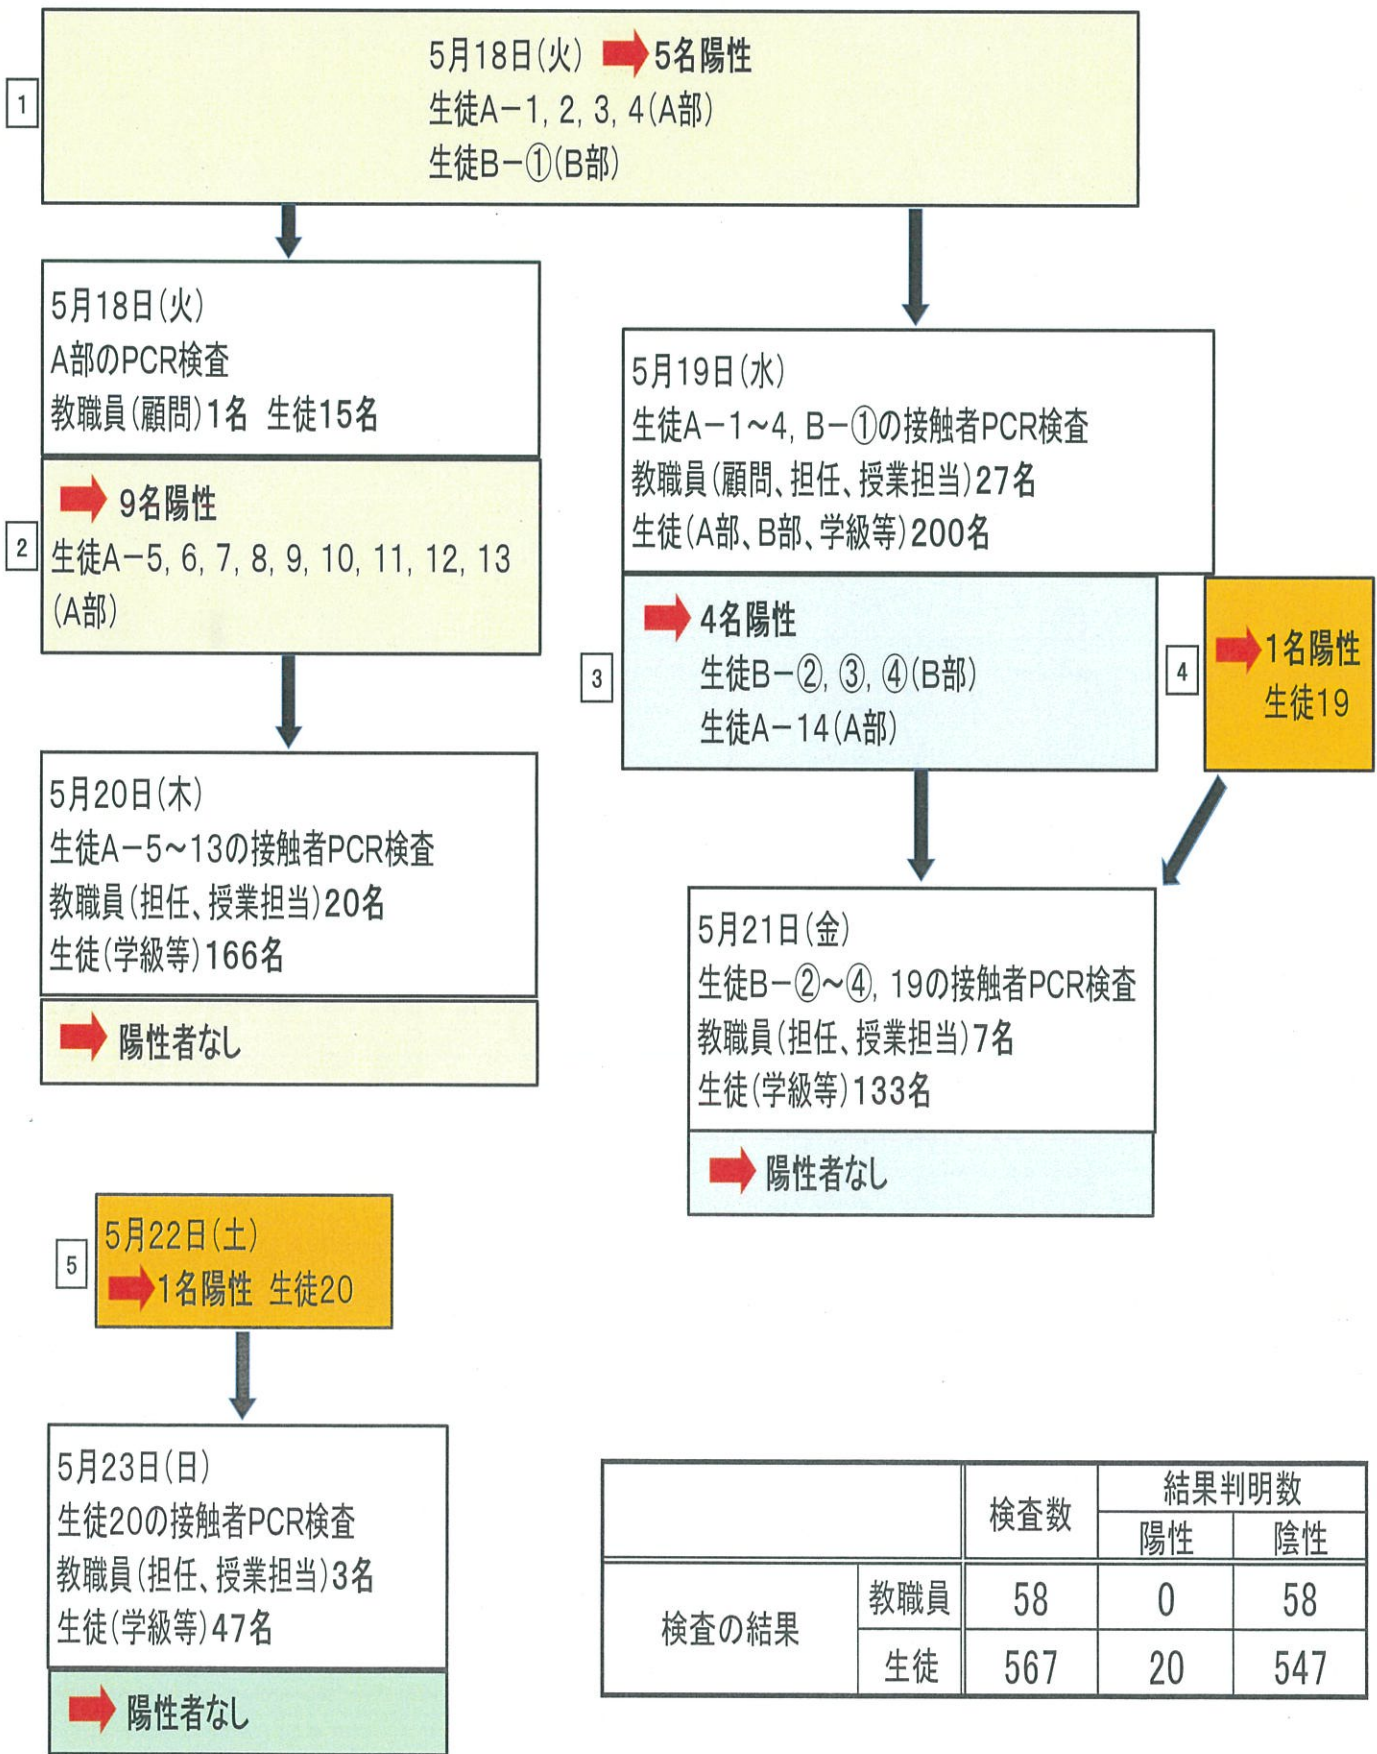 1
5月18日(火) 5名陽性
生徒A－1, 2, 3, 4(A部)
生徒B－①(B部)
5月18日(火)
A部のPCR検査
教職員(顧問)1名 生徒15名
2
9名陽性
生徒A－5, 6, 7, 8, 9, 10, 11, 12, 13
(A部)
5月19日(水)
生徒A－1～4, B－①の接触者PCR検査
教職員(顧問、担任、授業担当)27名
生徒(A部、B部、学級等)200名
3
4名陽性
生徒B－②, ③, ④(B部)
生徒A－14(A部)
4
1名陽性
生徒19
5月20日(木)
生徒A－5～13の接触者PCR検査
教職員(担任、授業担当)20名
生徒(学級等)166名
陽性者なし
5月21日(金)
生徒B－②～④, 19の接触者PCR検査
教職員(担任、授業担当)7名
生徒(学級等)133名
陽性者なし
5
5月22日(土)
1名陽性 生徒20
5月23日(日)
生徒20の接触者PCR検査
教職員(担任、授業担当)3名
生徒(学級等)47名
陽性者なし
検査数 結果判明数
陽性 陰性
検査の結果 教職員 58 0 58
生徒 567 20 547